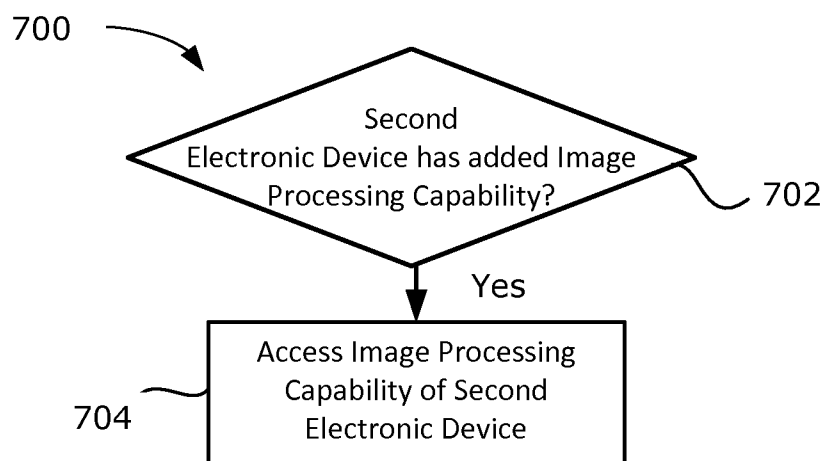 700
Second
Electronic Device has added Image
Processing Capability?
702
Yes
Access Image Processing
Capability of Second
Electronic Device
704